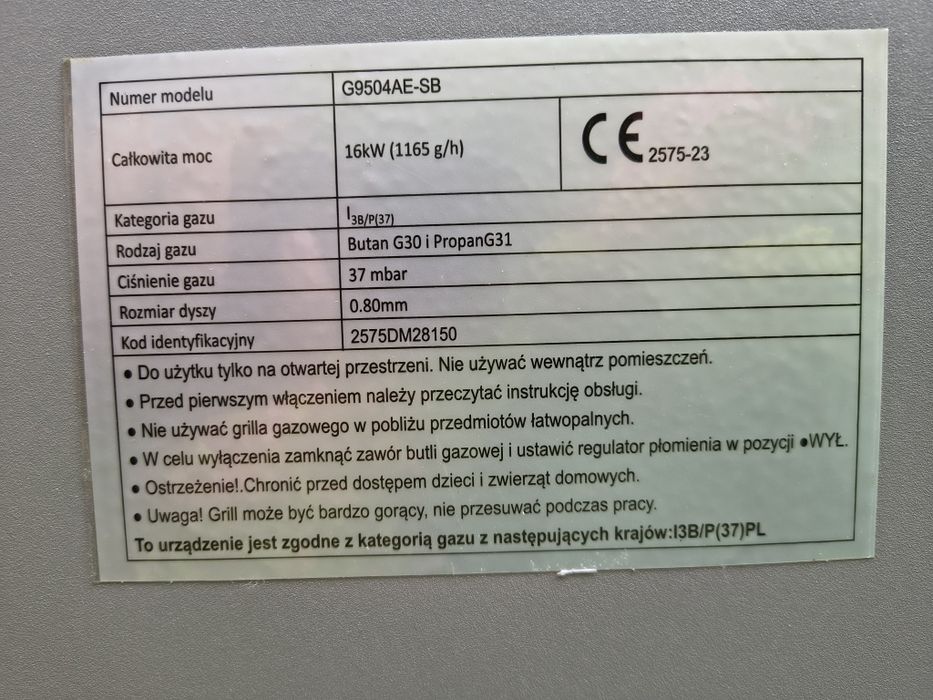 Numer modelu G9504AE-SB
Całkowita moc 16kW (1165 g/h) CE 2575-23
Kategoria gazu I3B/P(37)
Rodzaj gazu Butan G30 i PropanG31
Ciśnienie gazu 37 mbar
Rozmiar dyszy 0.80mm
Kod identyfikacyjny 2575DM28150
• Do użytku tylko na otwartej przestrzeni. Nie używać wewnątrz pomieszczeń.
• Przed pierwszym włączeniem należy przeczytać instrukcję obsługi.
• Nie używać grilla gazowego w pobliżu przedmiotów łatwopalnych.
• W celu wyłączenia zamknąć zawór butli gazowej i ustawić regulator płomienia w pozycji ●WYŁ.
• Ostrzeżenie!.Chronić przed dostępem dzieci i zwierząt domowych.
• Uwaga! Grill może być bardzo gorący, nie przesuwać podczas pracy.
To urządzenie jest zgodne z kategorią gazu z następujących krajów:I3B/P(37)PL